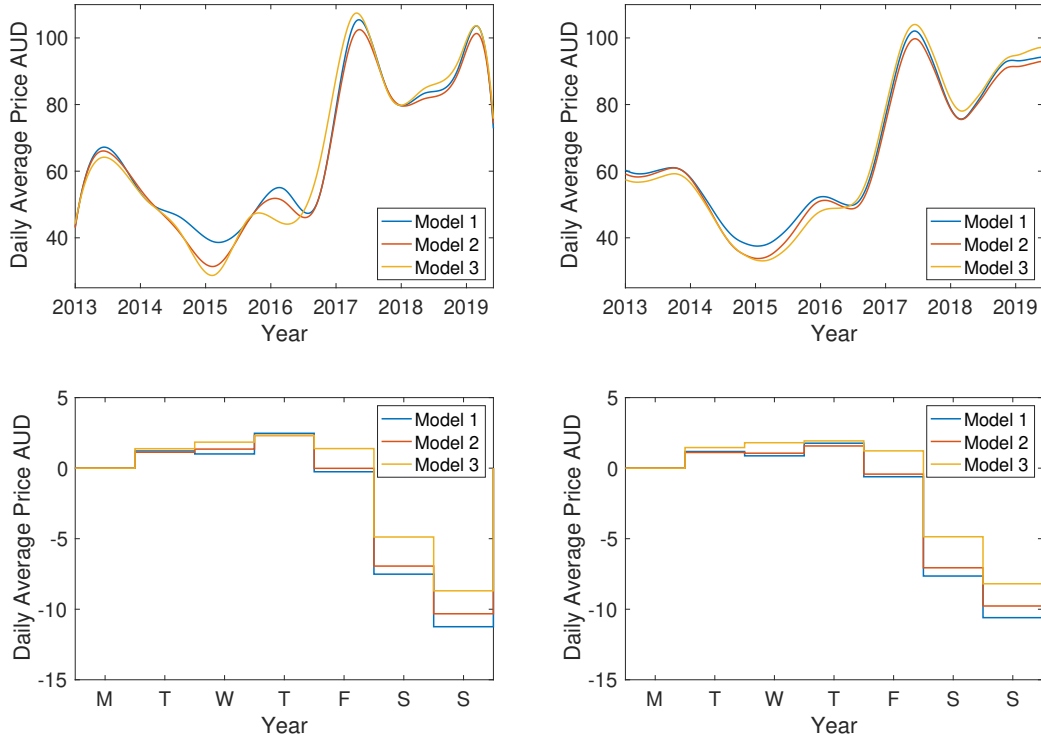 Daily Average Price AUD
100
80
60
40
2013 2014 2015 2016 2017 2018 2019
Year
Model 1
Model 2
Model 3
Daily Average Price AUD
100
80
60
40
2013 2014 2015 2016 2017 2018 2019
Year
Model 1
Model 2
Model 3
Daily Average Price AUD
5
0
-5
-10
-15
M T W T F S S
Year
Model 1
Model 2
Model 3
Daily Average Price AUD
5
0
-5
-10
-15
M T W T F S S
Year
Model 1
Model 2
Model 3